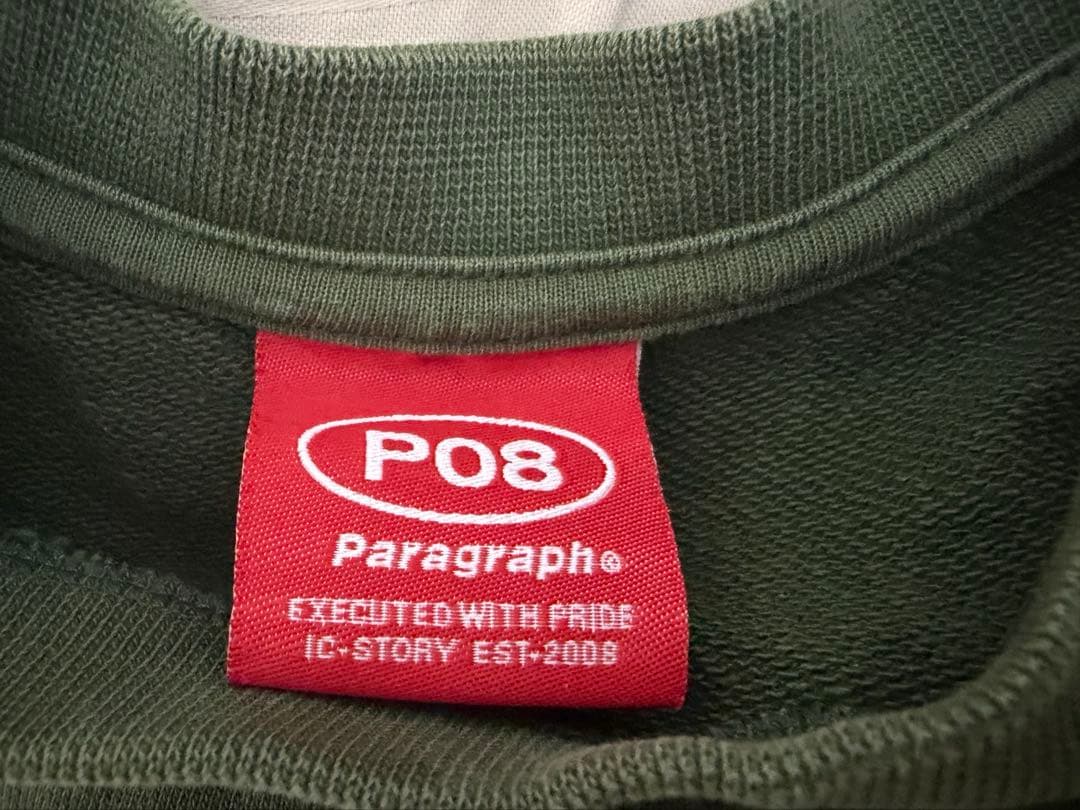 P08
Paragraph©
EXECUTED WITH PRIDE
IC-STORY EST-2008